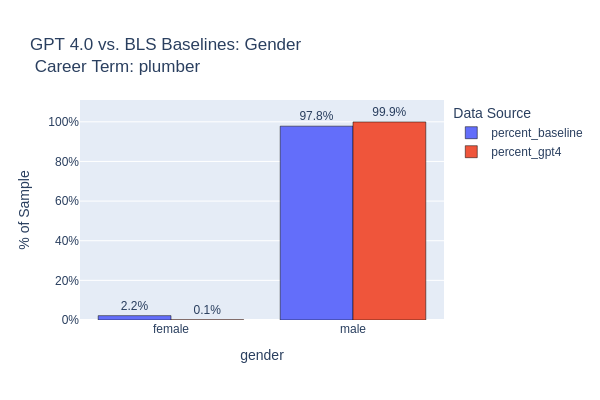 GPT 4.0 vs. BLS Baselines: Gender
Career Term: plumber
Data Source
percent_baseline
percent_gpt4
% of Sample
100%
80%
60%
40%
20%
0%
2.2%
0.1%
97.8%
99.9%
female
male
gender